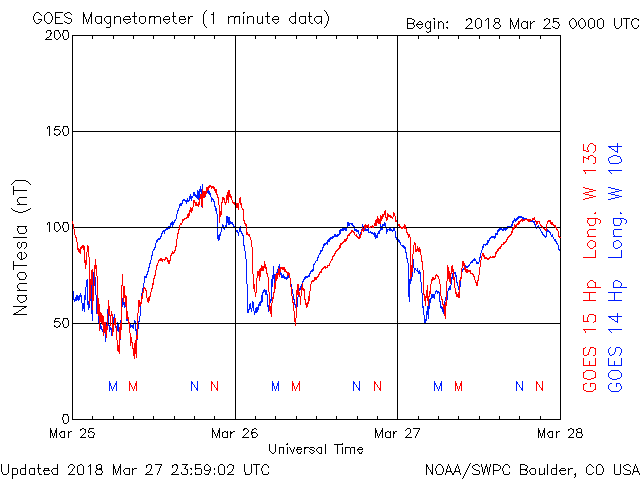 GOES Magnetometer (1 minute data)
Begin: 2018 Mar 25 0000 UTC
200
150
100
50
0
NanoTesla (nT)
M M N N M M N N M M N N
Mar 25 Mar 26 Mar 27 Mar 28
Universal Time
GOES 15 Hp Long. W 135
GOES 14 Hp Long. W 104
Updated 2018 Mar 27 23:59:02 UTC
NOAA/SWPC Boulder, CO USA